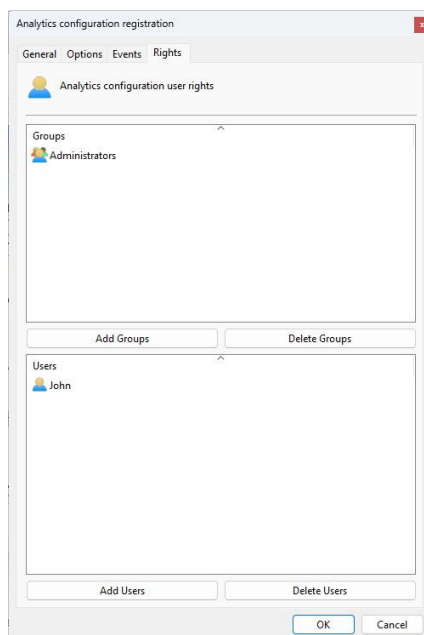 Analytics configuration registration
General Options Events Rights
Analytics configuration user rights
Groups
Administrators
Add Groups Delete Groups
Users
John
Add Users Delete Users
OK Cancel